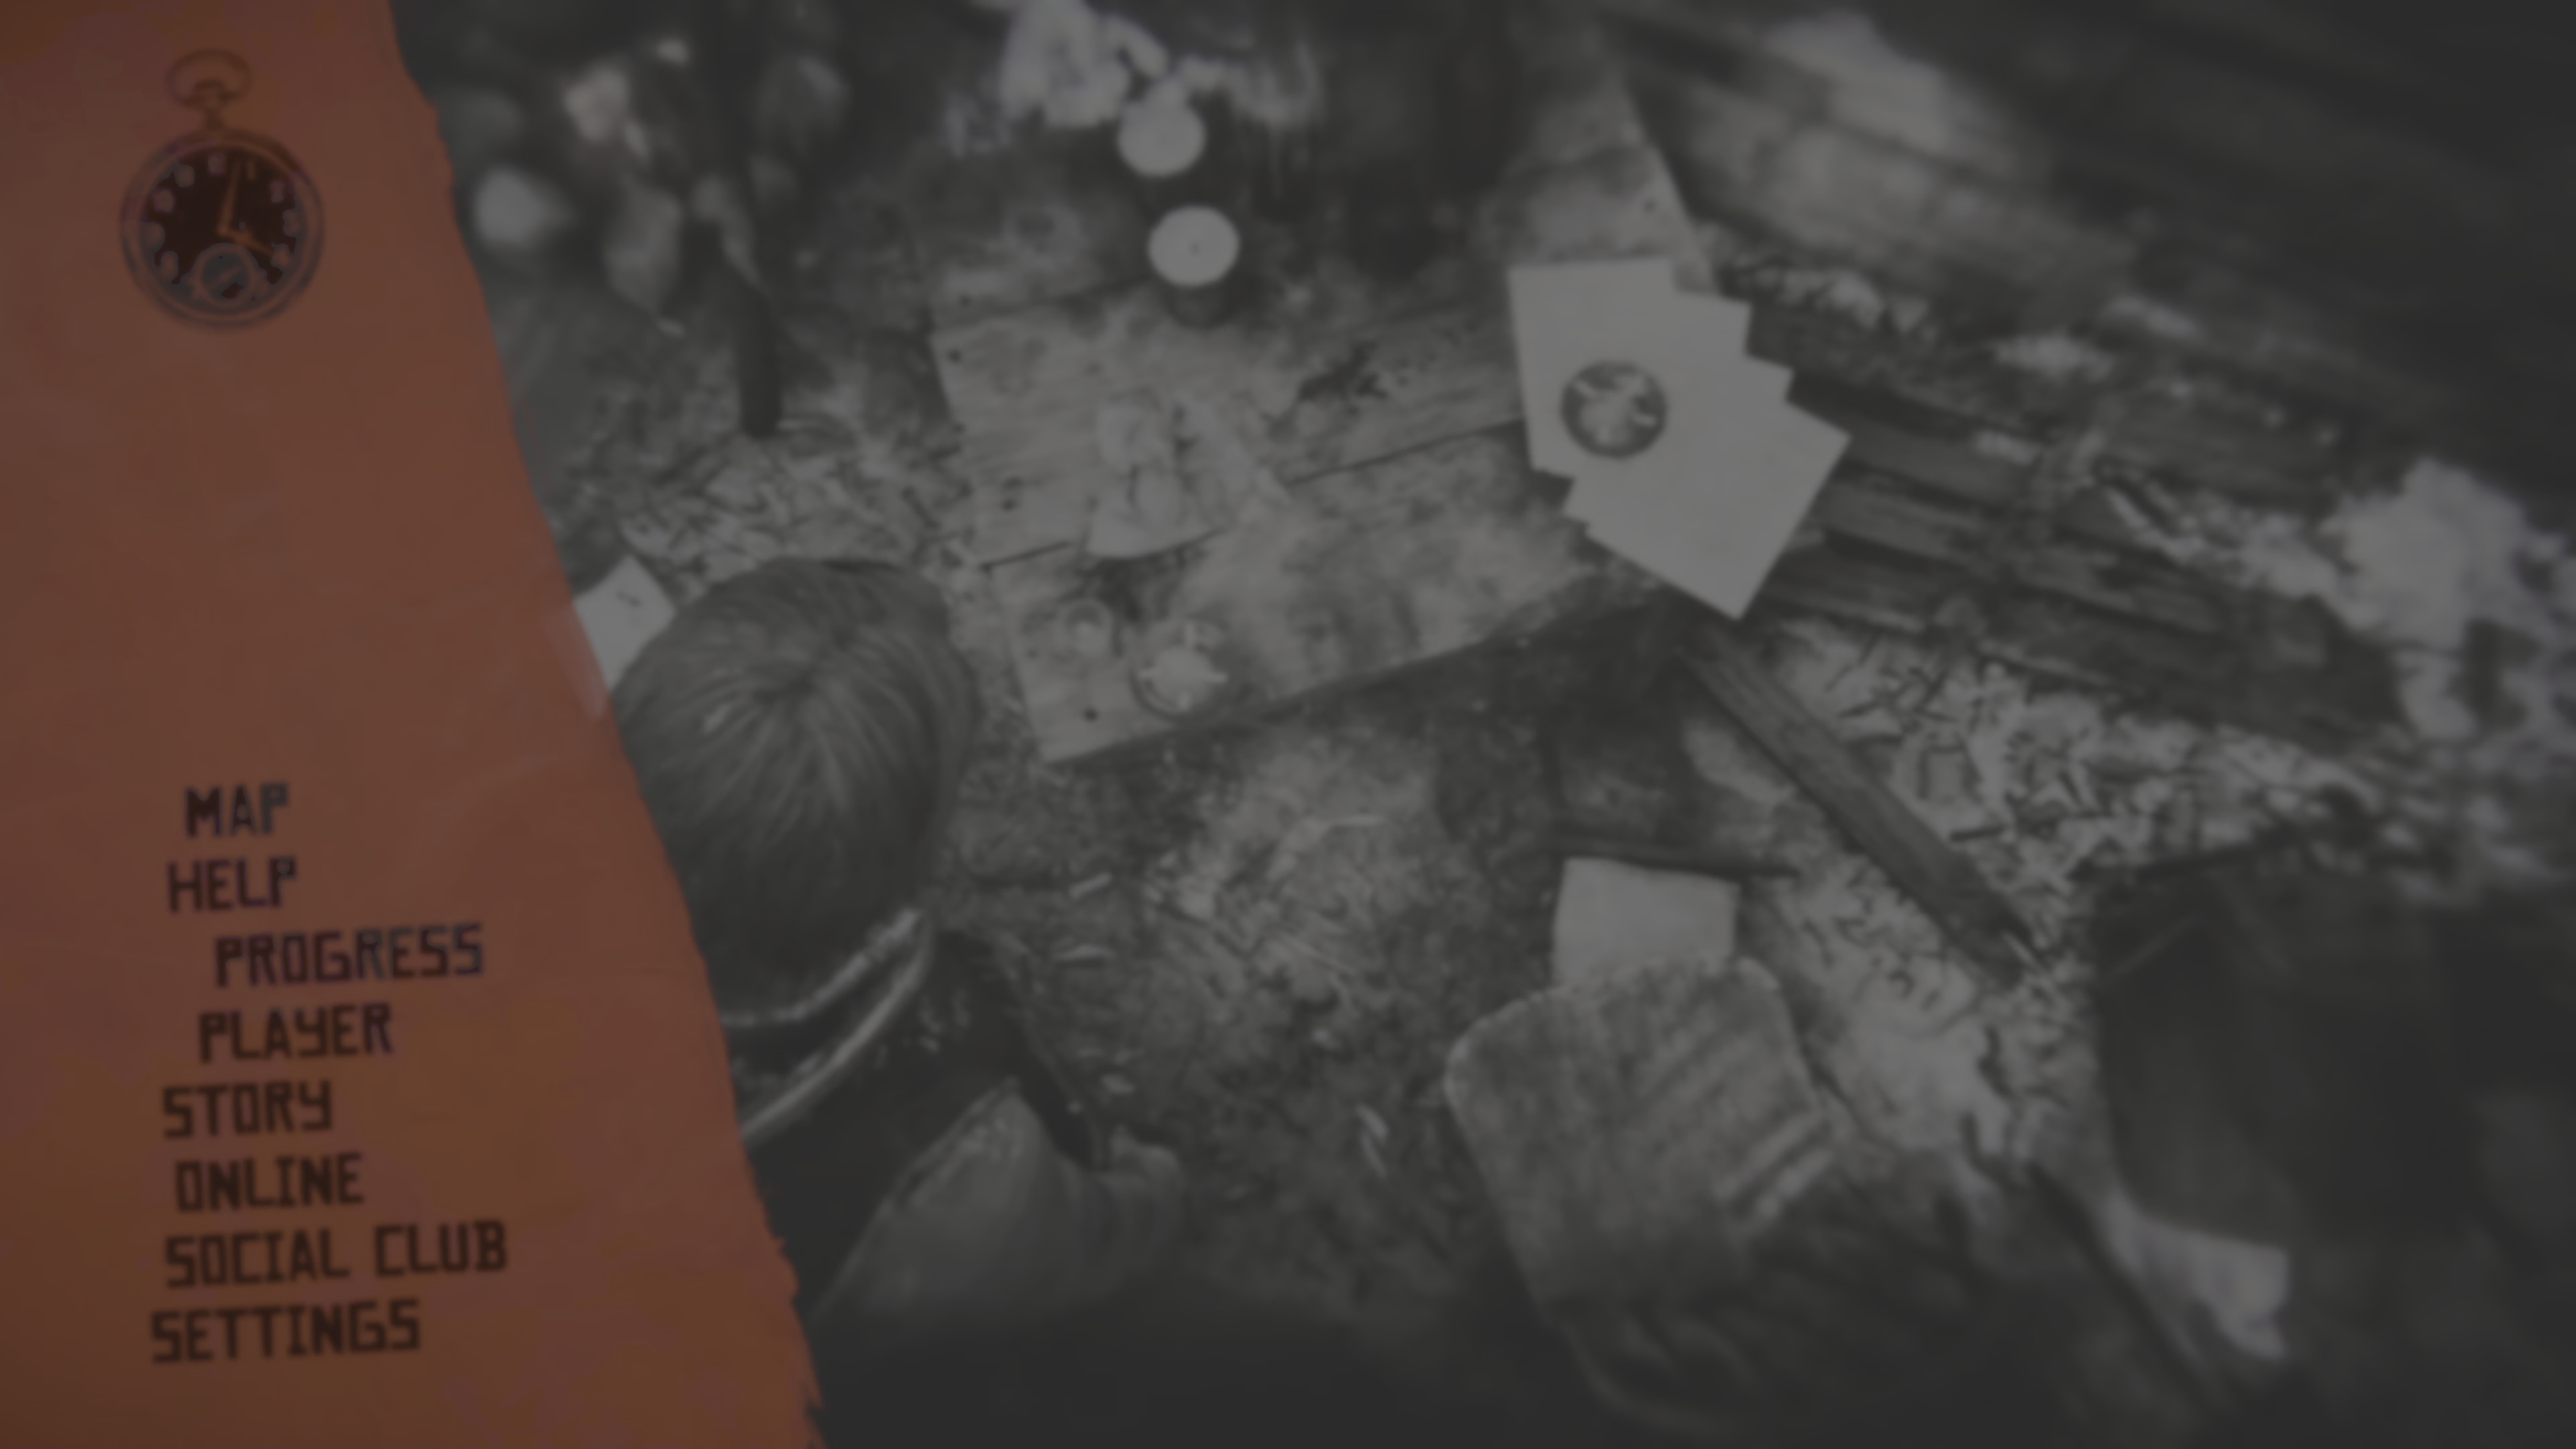 MAP
HELP
PROGRESS
PLAYER
STORY
ONLINE
SOCIAL CLUB
SETTINGS